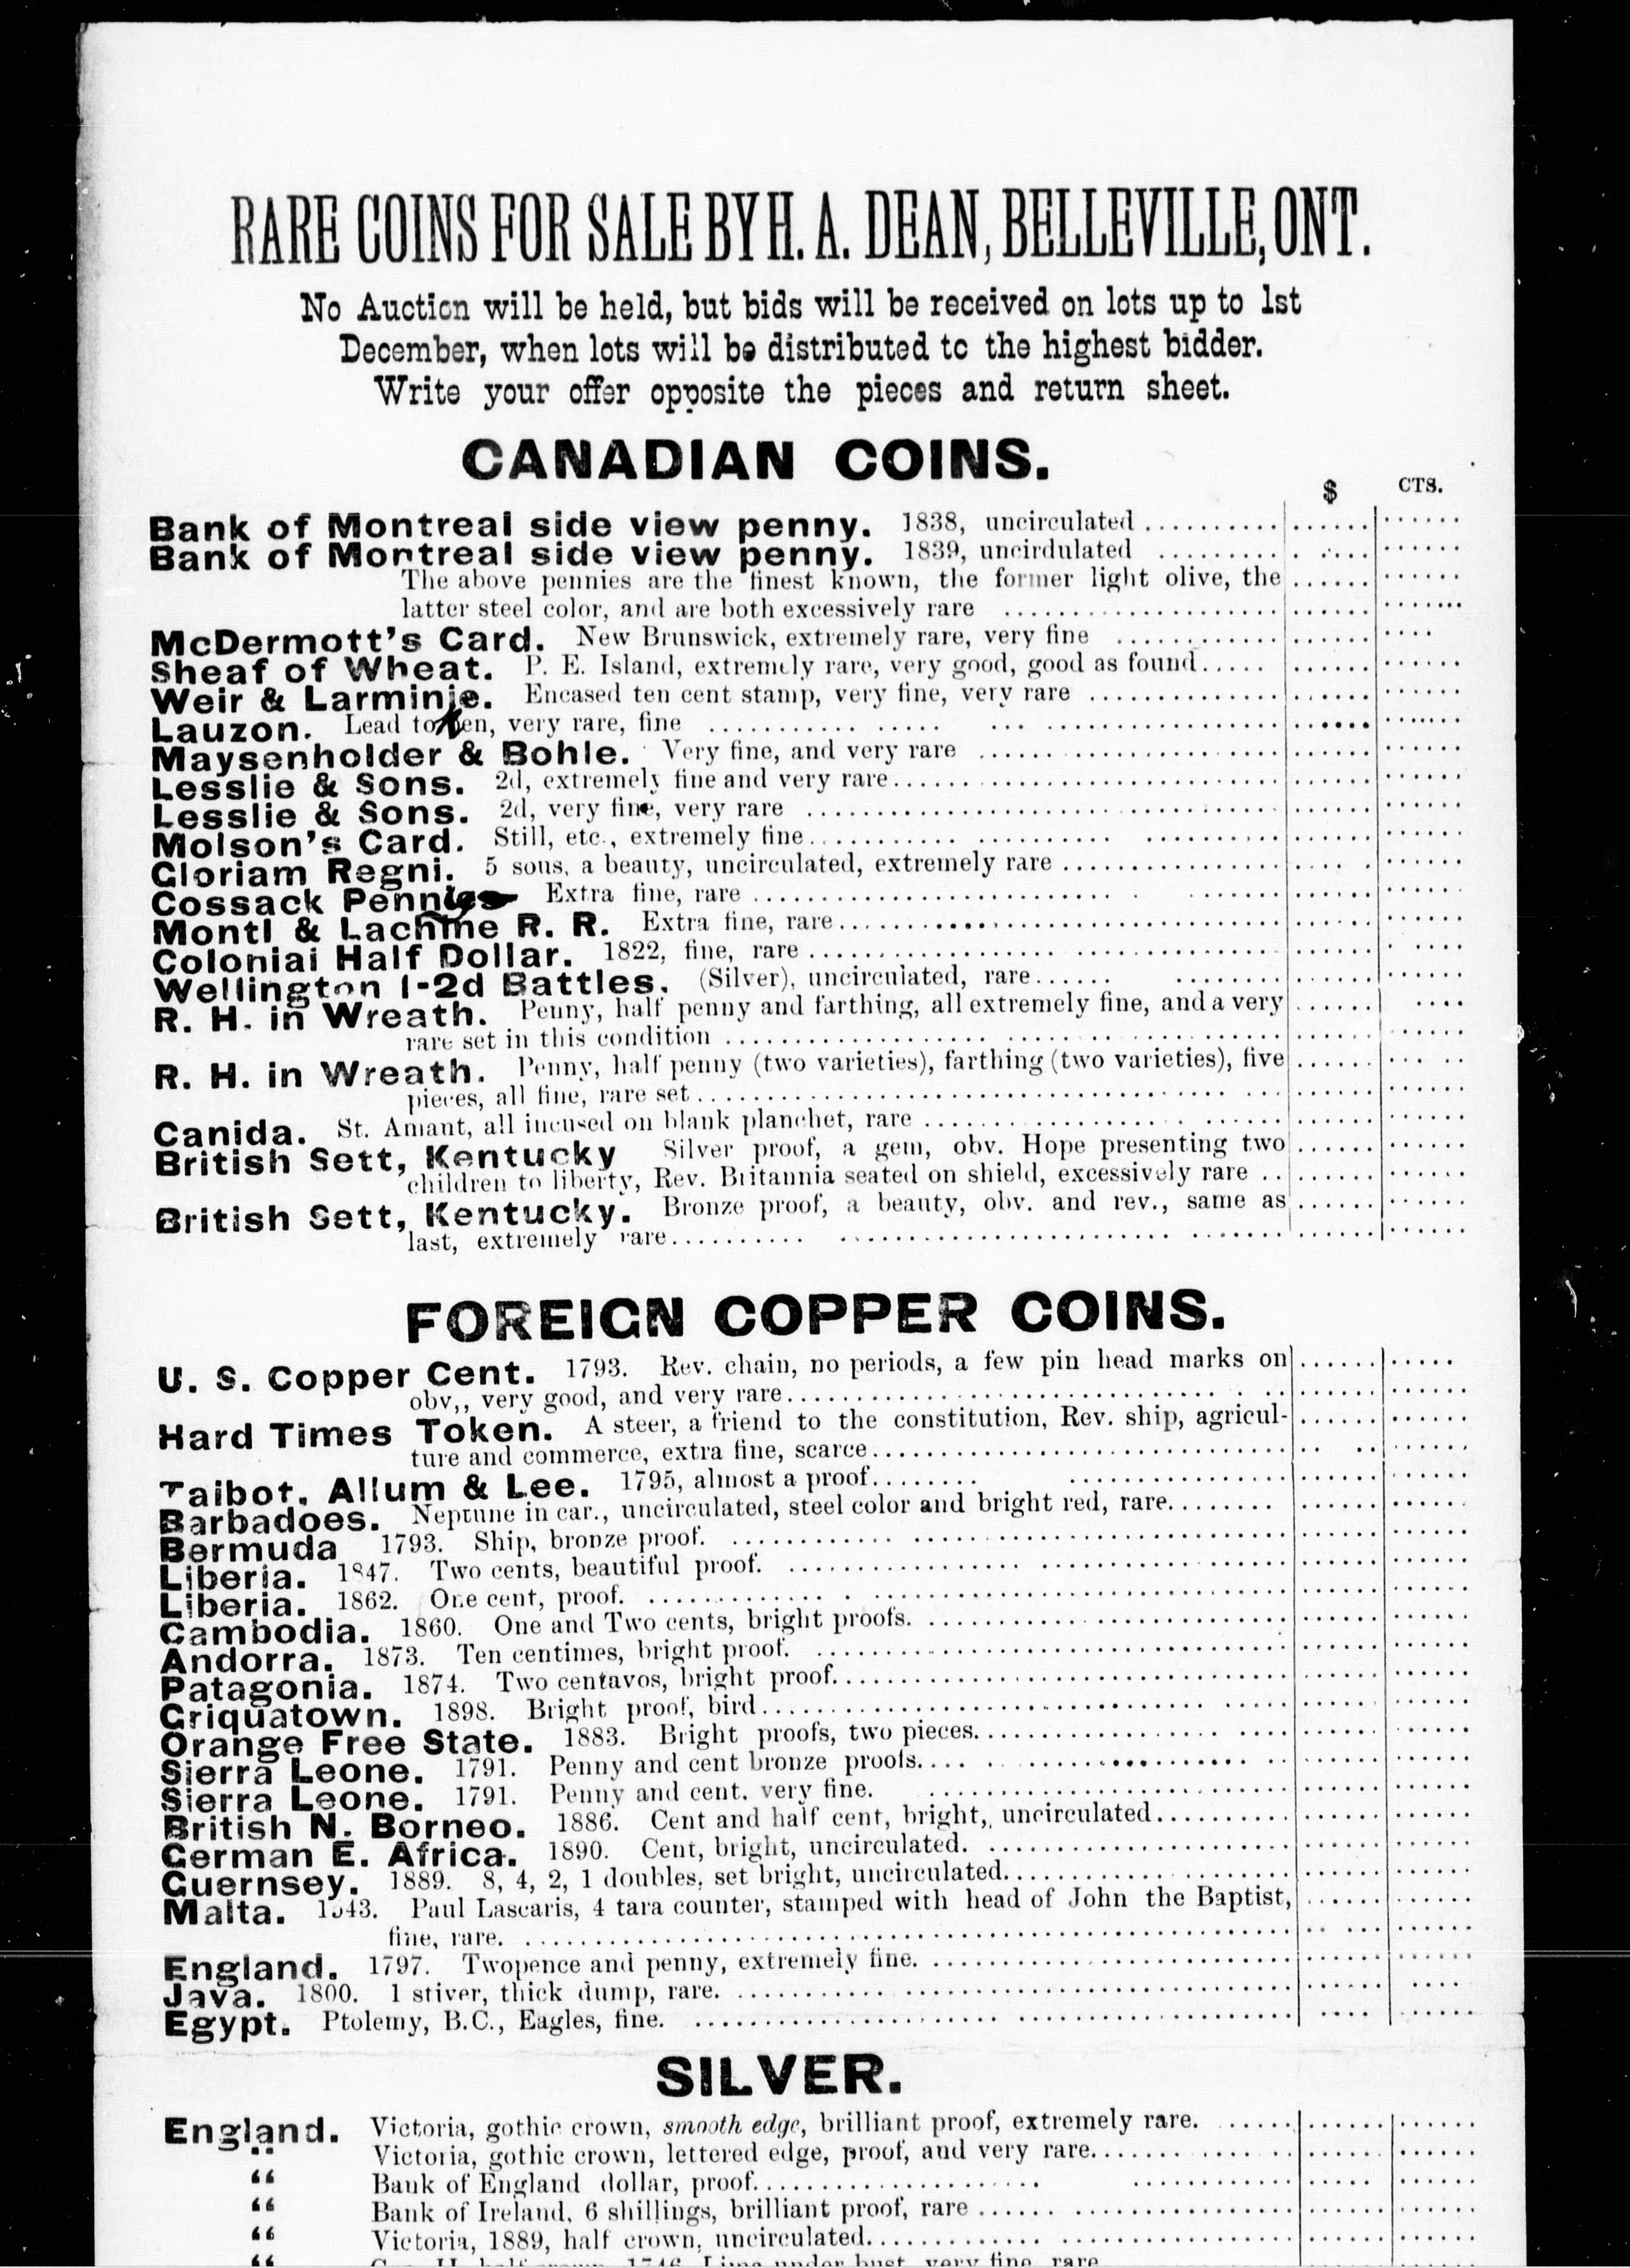 RARE COINS FOR SALE BY H. A. DEAN, BELLEVILLE, ONT.
No Auction will be held, but bids will be received on lots up to 1st
December, when lots will be distributed to the highest bidder.
Write your offer opposite the pieces and return sheet.
CANADIAN COINS.
$ CTS.
Bank of Montreal side view penny. 1838, uncirculated
Bank of Montreal side view penny. 1839, uncirdulated
The above pennies are the finest known, the former light olive, the
latter steel color, and are both excessively rare
McDermott's Card. New Brunswick, extremely rare, very fine
Sheaf of Wheat. P. E. Island, extremely rare, very good, good as found
Weir & Larminie. Encased ten cent stamp, very fine, very rare
Lauzon. Lead token, very rare, fine
Maysenholder & Bohle. Very fine, and very rare
Lesslie & Sons. 2d, extremely fine and very rare
Lesslie & Sons. 2d, very fine, very rare
Molson's Card. Still, etc., extremely fine
Gloriam Regni. 5 sous, a beauty, uncirculated, extremely rare
Cossack Pennies Extra fine, rare
Montl & Lachine R. R. Extra fine, rare
Colonial Half Dollar. 1822, fine, rare
Wellington 1-2d Battles. (Silver), uncirculated, rare
R. H. in Wreath. Penny, half penny and farthing, all extremely fine, and a very
rare set in this condition
R. H. in Wreath. Penny, half penny (two varieties), farthing (two varieties), five
pieces, all fine, rare set
Canida. St. Amant, all incused on blank planchet, rare
British Sett, Kentucky Silver proof, a gem, obv. Hope presenting two
children to liberty, Rev. Britannia seated on shield, excessively rare
British Sett, Kentucky. Bronze proof, a beauty, obv. and rev., same as
last, extremely rare
FOREIGN COPPER COINS.
U. S. Copper Cent. 1793. Rev. chain, no periods, a few pin head marks on
obv,, very good, and very rare
Hard Times Token. A steer, a friend to the constitution, Rev. ship, agricul-
ture and commerce, extra fine, scarce
Talbot, Allum & Lee. 1795, almost a proof
Barbadoes. Neptune in car., uncirculated, steel color and bright red, rare
Bermuda 1793. Ship, bronze proof.
Liberia. 1847. Two cents, beautiful proof.
Liberia. 1862. One cent, proof.
Cambodia. 1860. One and Two cents, bright proofs.
Andorra. 1873. Ten centimes, bright proof.
Patagonia. 1874. Two centavos, bright proof.
Griquatown. 1898. Bright proof, bird
Orange Free State. 1883. Bright proofs, two pieces.
Sierra Leone. 1791. Penny and cent bronze proofs.
Sierra Leone. 1791. Penny and cent, very fine.
British N. Borneo. 1886. Cent and half cent, bright,, uncirculated
German E. Africa. 1890. Cent, bright, uncirculated.
Guernsey. 1889. 8, 4, 2, 1 doubles, set bright, uncirculated.
Malta. Paul Lascaris, 4 tara counter, stamped with head of John the Baptist,
fine, rare.
England. 1797. Twopence and penny, extremely fine.
Java. 1800. 1 stiver, thick dump, rare.
Egypt. Ptolemy, B.C., Eagles, fine.
SILVER.
England. Victoria, gothic crown, smooth edge, brilliant proof, extremely rare.
" Victoria, gothic crown, lettered edge, proof, and very rare.
" Bank of England dollar, proof.
" Bank of Ireland, 6 shillings, brilliant proof, rare
" Victoria, 1889, half crown, uncirculated